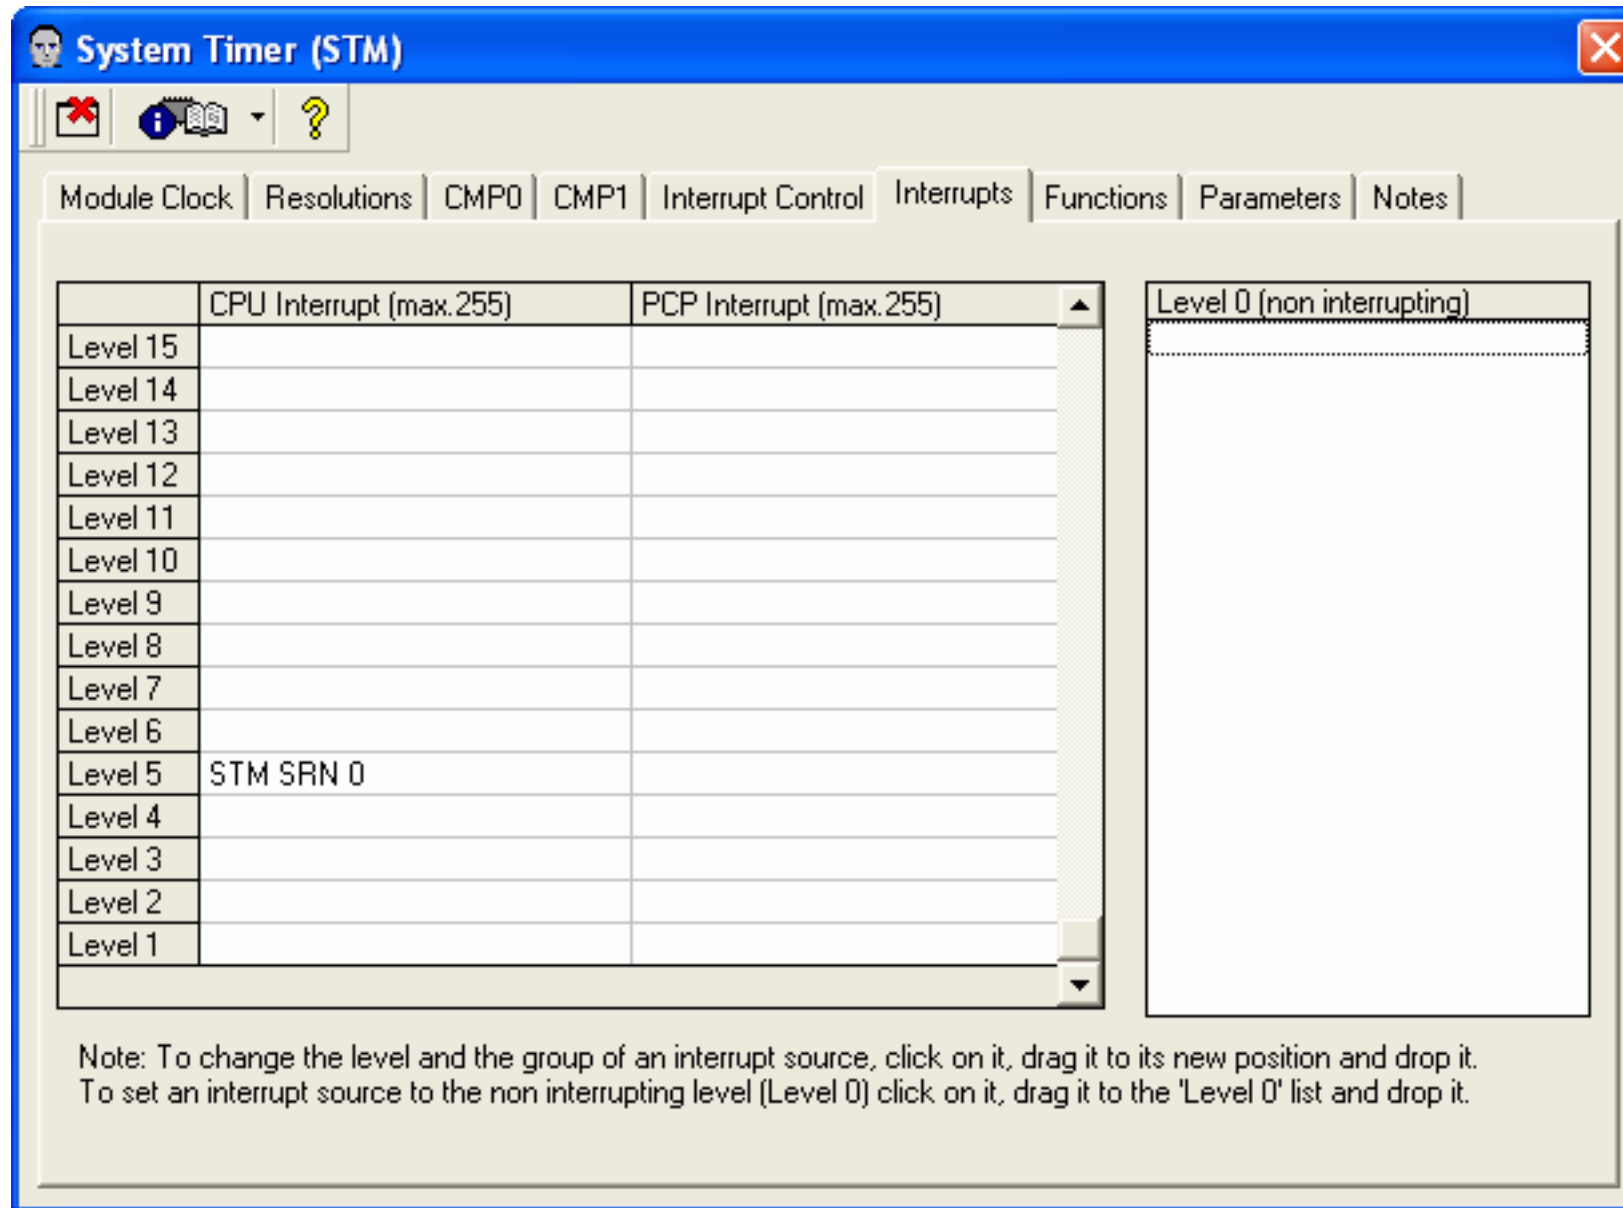 System Timer (STM)
Module Clock Resolutions CMP0 CMP1 Interrupt Control Interrupts Functions Parameters Notes
CPU Interrupt (max.255) PCP Interrupt (max.255) Level 0 (non interrupting)
Level 15
Level 14
Level 13
Level 12
Level 11
Level 10
Level 9
Level 8
Level 7
Level 6
Level 5 STM SRN 0
Level 4
Level 3
Level 2
Level 1
Note: To change the level and the group of an interrupt source, click on it, drag it to its new position and drop it.
To set an interrupt source to the non interrupting level (Level 0) click on it, drag it to the 'Level 0' list and drop it.